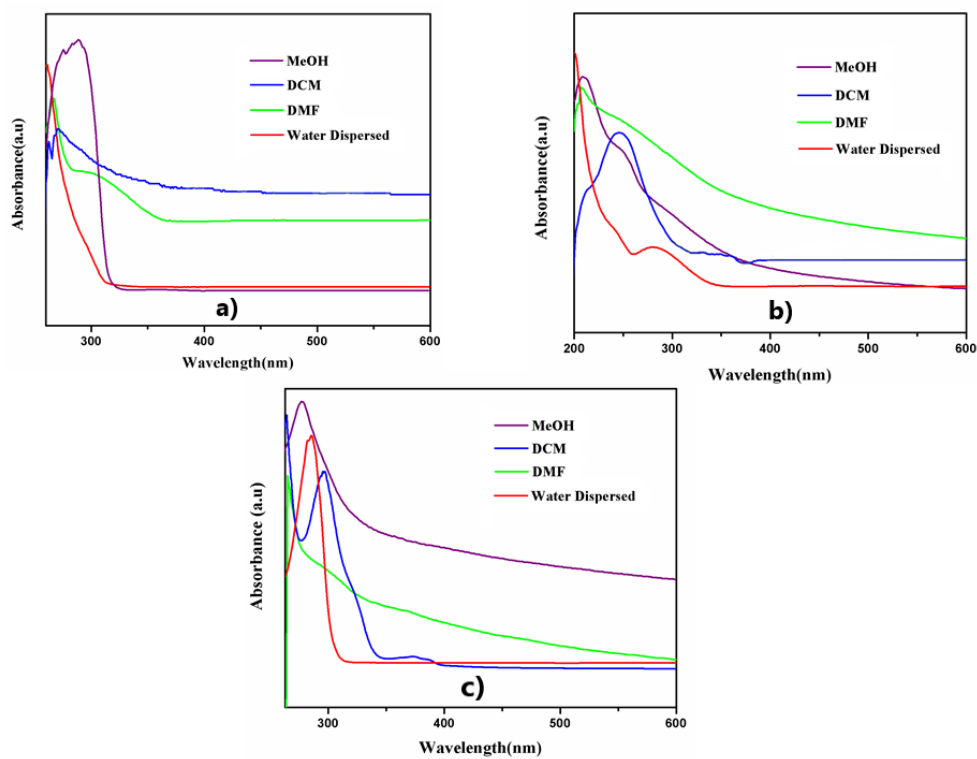 MeOH
DCM
DMF
Water Dispersed
Absorbance(a.u)
300 400 500 600
a)
Wavelength(nm)
MeOH
DCM
DMF
Water Dispersed
Absorbance(a.u)
200 300 400 500 600
b)
Wavelength(nm)
MeOH
DCM
DMF
Water Dispersed
Absorbance (a.u)
c)
300 400 500 600
Wavelength(nm)